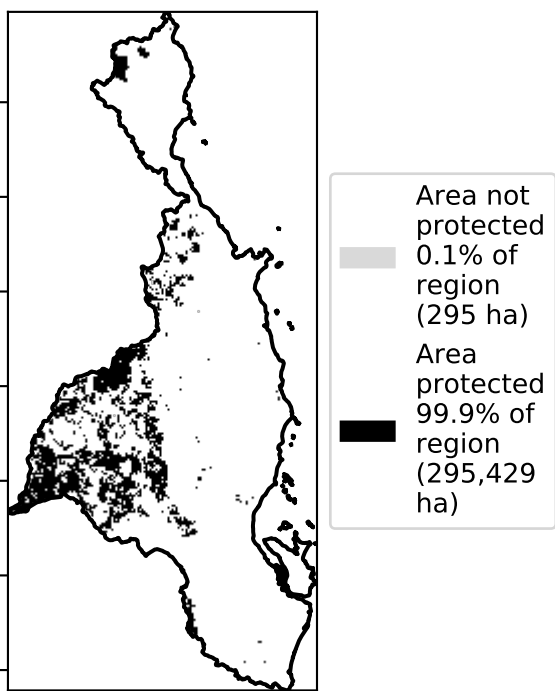 Area not
protected
0.1% of
region
(295 ha)
Area
protected
99.9% of
region
(295,429
ha)